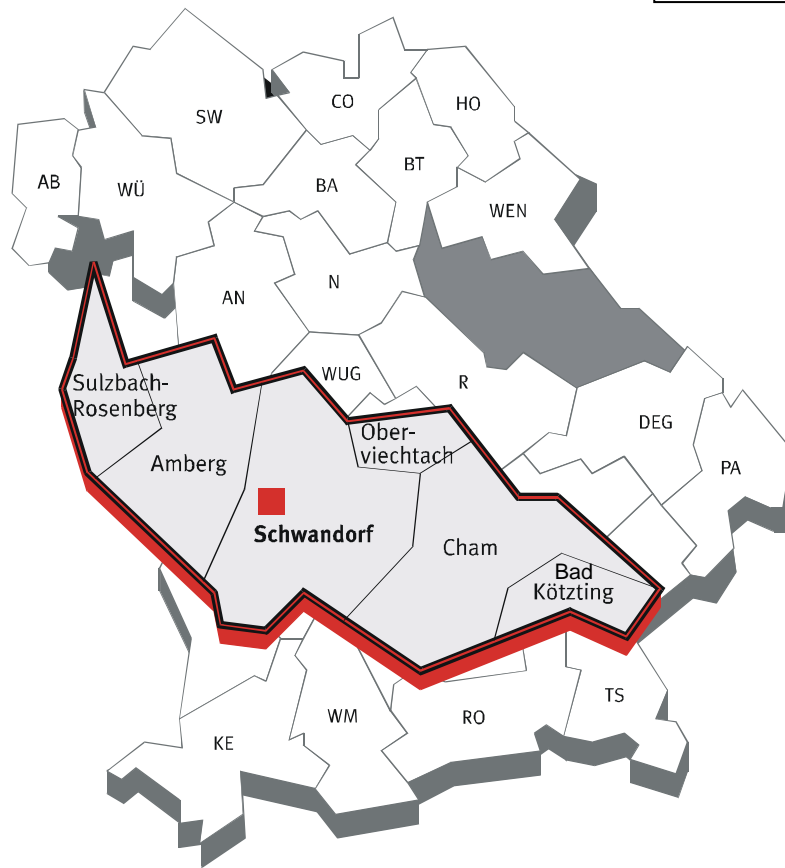 CO
HO
SW
BT
AB
WÜ
BA
WEN
AN
N
WUG
R
Sulzbach-
Rosenberg
Ober-
viechtach
DEG
Amberg
PA
Schwandorf
Cham
Bad
Kötzting
TS
WM
RO
KE